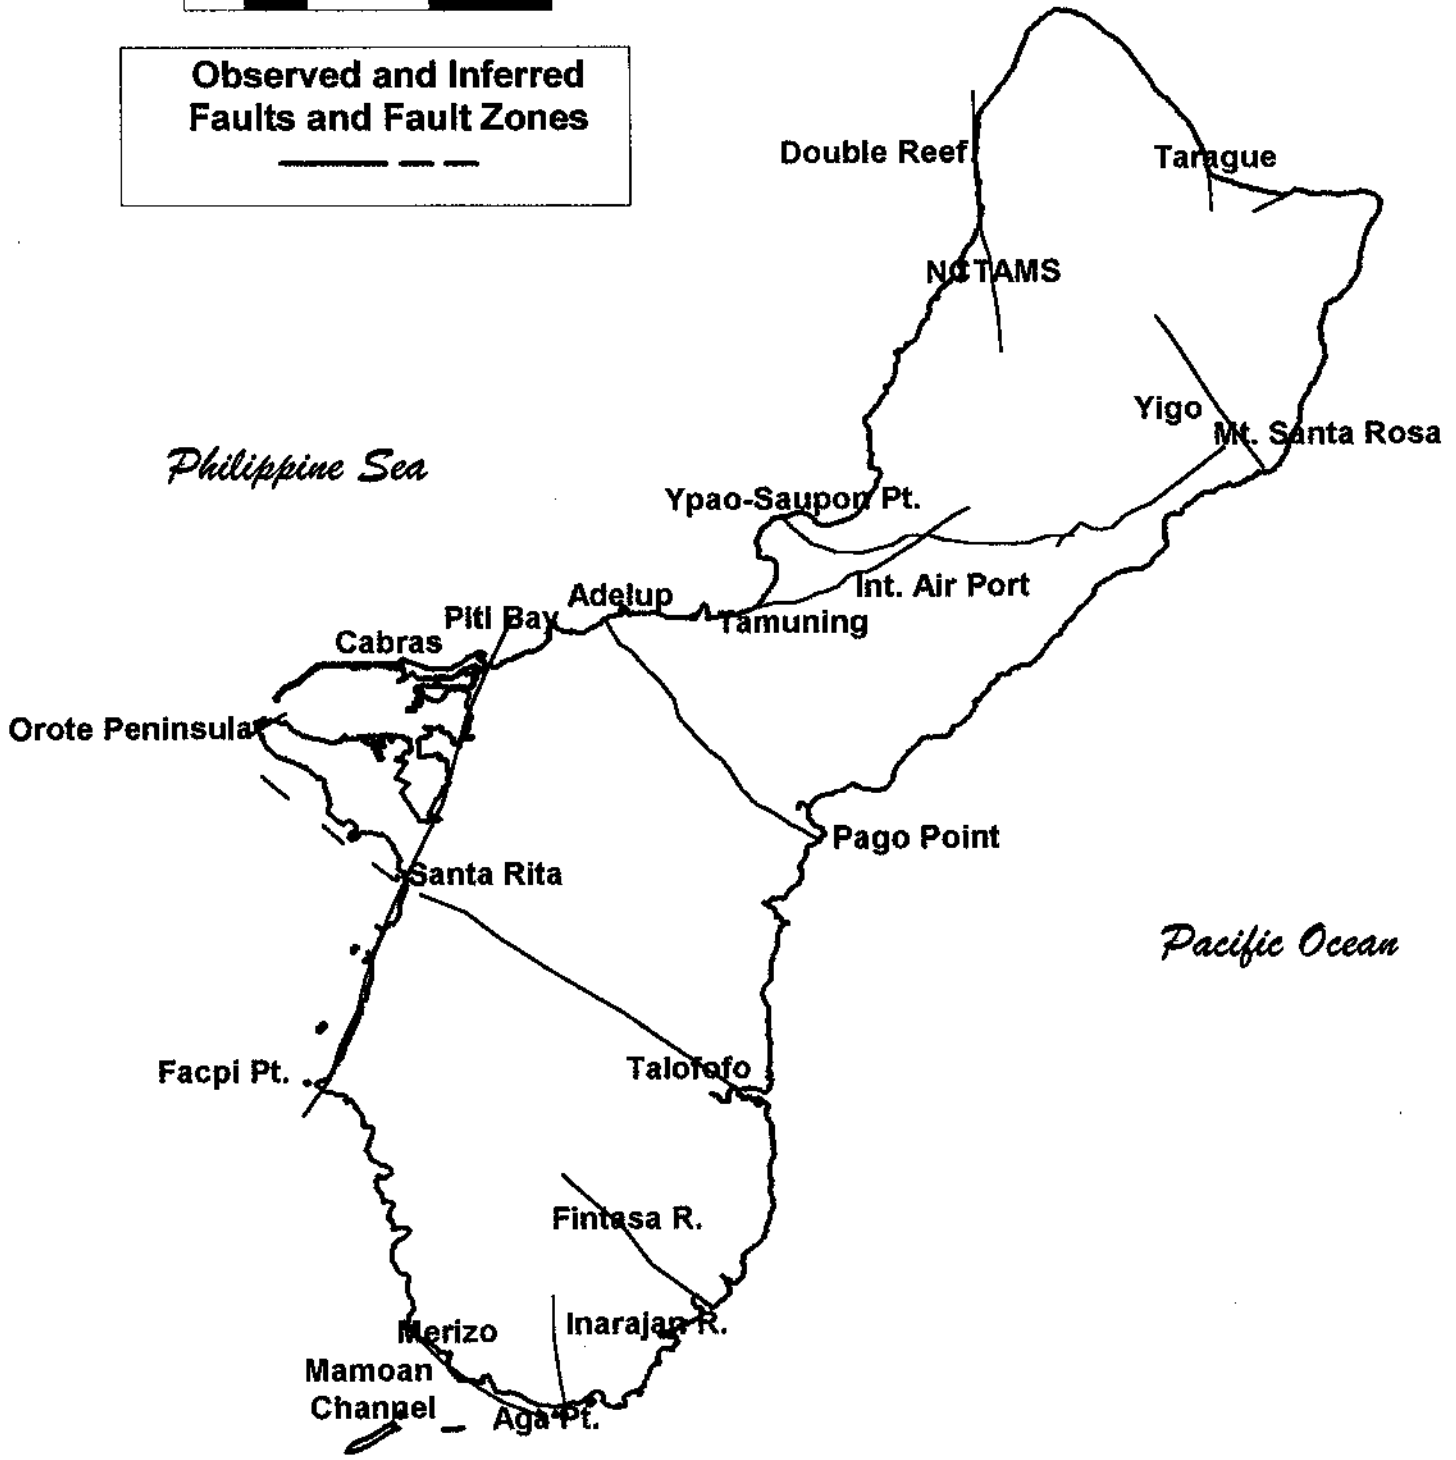 Observed and Inferred
Faults and Fault Zones
Double Reef
Tarague
NCTAMS
Yigo
Mt. Santa Rosa
Philippine Sea
Ypao-Saupon Pt.
Int. Air Port
Adelup
Piti Bay
Tamuning
Cabras
Orote Peninsula
Pago Point
Santa Rita
Pacific Ocean
Talofofo
Facpi Pt.
Fintasa R.
Inarajan R.
Merizo
Mamoan
Channel
Aga Pt.